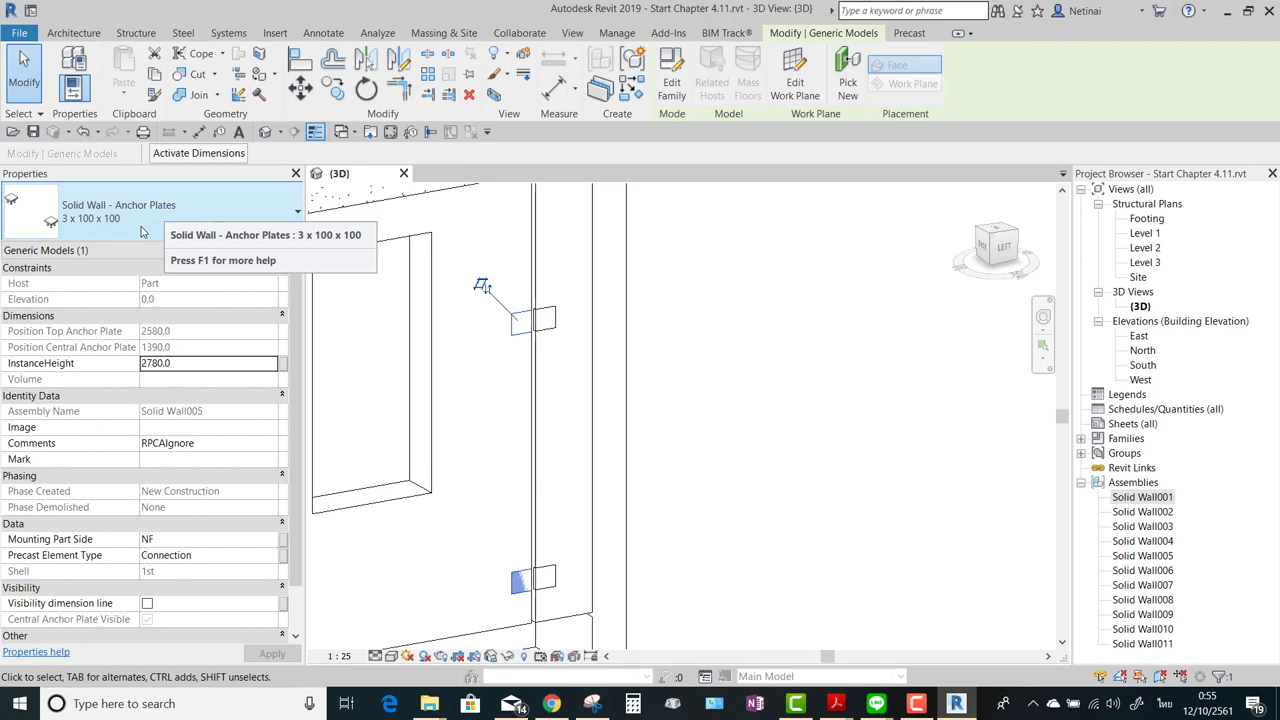 Autodesk Revit 2019 - Start Chapter 4.11.rvt - 3D View: {3D}
Type a keyword or phrase
Netinai
File Architecture Structure Steel Systems Insert Annotate Analyze Massing & Site Collaborate View Manage Add-Ins BIM Track® Modify | Generic Models Precast
Cope
Cut
Join
Modify
Paste
Edit Family
Related Hosts
Mass Floors
Edit Work Plane
Pick New
Face
Work Plane
Select Properties Clipboard Geometry Modify View Measure Create Mode Work Plane Placement
Modify | Generic Models Activate Dimensions
Properties
{3D}
Project Browser - Start Chapter 4.11.rvt
Solid Wall - Anchor Plates
3 x 100 x 100
Solid Wall - Anchor Plates : 3 x 100 x 100
Press F1 for more help
Generic Models (1)
Constraints
Host Part
Elevation 0.0
Dimensions
Position Top Anchor Plate 2580.0
Position Central Anchor Plate 1390.0
InstanceHeight 2780.0
Volume
Identity Data
Assembly Name Solid Wall005
Image
Comments RPCAIgnore
Mark
Phasing
Phase Created New Construction
Phase Demolished None
Data
Mounting Part Side NF
Precast Element Type Connection
Shell 1st
Visibility
Visibility dimension line
Central Anchor Plate Visible
Other
Properties help Apply
LEFT
Views (all)
Structural Plans
Footing
Level 1
Level 2
Level 3
Site
3D Views
{3D}
Elevations (Building Elevation)
East
North
South
West
Legends
Schedules/Quantities (all)
Sheets (all)
Families
Groups
Revit Links
Assemblies
Solid Wall001
Solid Wall002
Solid Wall003
Solid Wall004
Solid Wall005
Solid Wall006
Solid Wall007
Solid Wall008
Solid Wall009
Solid Wall010
Solid Wall011
1 : 25
Click to select, TAB for alternates, CTRL adds, SHIFT unselects.
:0
Main Model
:1
Type here to search
14
0:55
12/10/2561
19